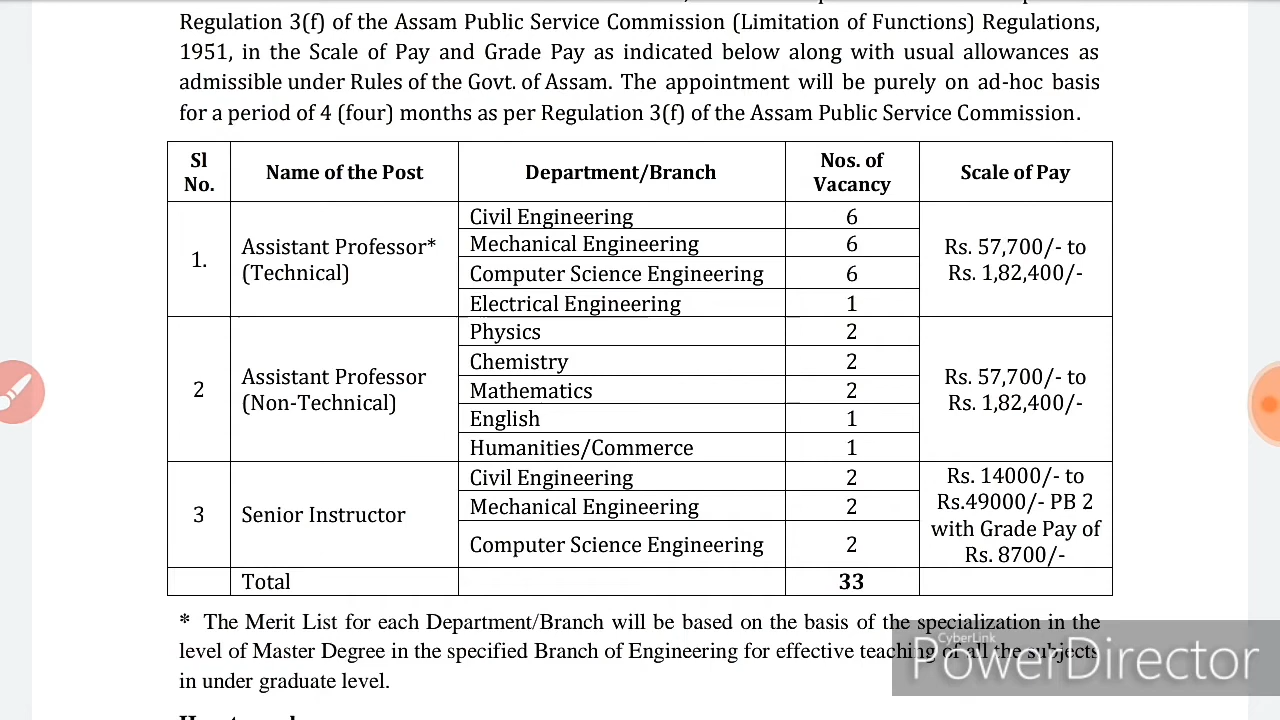 Regulation 3(f) of the Assam Public Service Commission (Limitation of Functions) Regulations,
1951, in the Scale of Pay and Grade Pay as indicated below along with usual allowances as
admissible under Rules of the Govt. of Assam. The appointment will be purely on ad-hoc basis
for a period of 4 (four) months as per Regulation 3(f) of the Assam Public Service Commission.
Sl No. Name of the Post Department/Branch Nos. of Vacancy Scale of Pay
1. Assistant Professor* (Technical) Civil Engineering 6 Rs. 57,700/- to Rs. 1,82,400/-
Mechanical Engineering 6
Computer Science Engineering 6
Electrical Engineering 1
2 Assistant Professor (Non-Technical) Physics 2 Rs. 57,700/- to Rs. 1,82,400/-
Chemistry 2
Mathematics 2
English 1
Humanities/Commerce 1
3 Senior Instructor Civil Engineering 2 Rs. 14000/- to Rs.49000/- PB 2 with Grade Pay of Rs. 8700/-
Mechanical Engineering 2
Computer Science Engineering 2
Total 33
* The Merit List for each Department/Branch will be based on the basis of the specialization in the
level of Master Degree in the specified Branch of Engineering for effective teaching of all the subjects
in under graduate level.
CyberLink
PowerDirector